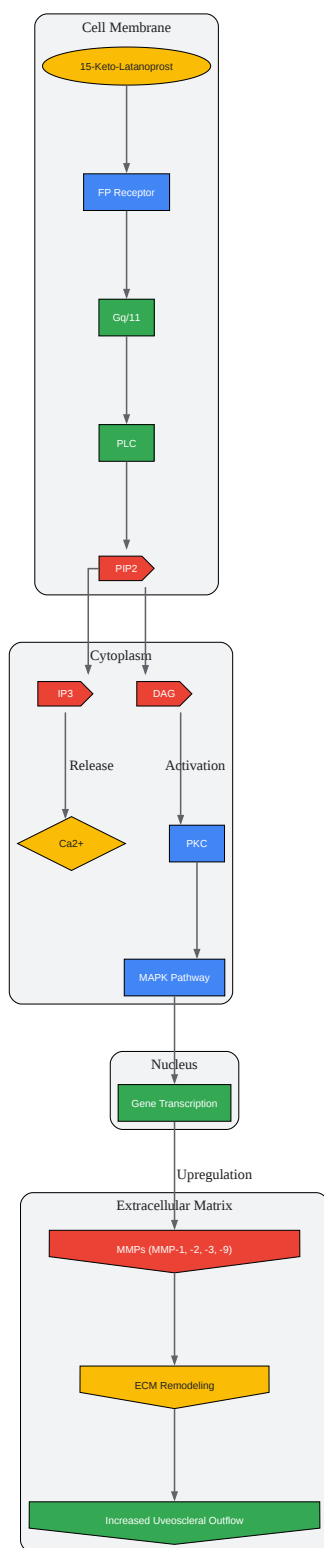 Cell Membrane
15-Keto-Latanoprost
FP Receptor
Gq/11
PLC
PIP2
Cytoplasm
IP3
DAG
Release
Activation
Ca2+
PKC
MAPK Pathway
Nucleus
Gene Transcription
Upregulation
Extracellular Matrix
MMPs (MMP-1, -2, -3, -9)
ECM Remodeling
Increased Uveoscleral Outflow